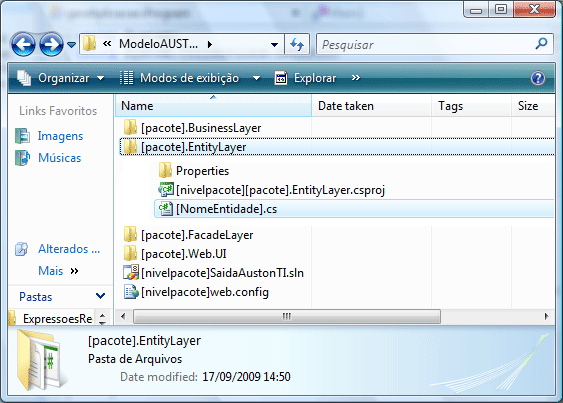 « ModeloAUST...
Pesquisar
Organizar
Modos de exibição
Explorar
»
Links Favoritos
Imagens
Músicas
Alterados ...
Mais »
Pastas
ExpressoesRe
Name
Date taken
Tags
Size
[pacote].BusinessLayer
[pacote].EntityLayer
Properties
[nivelpacote][pacote].EntityLayer.csproj
[NomeEntidade].cs
[pacote].FacadeLayer
[pacote].Web.UI
[nivelpacote]SaidaAustonTI.sln
[nivelpacote]web.config
[pacote].EntityLayer
Pasta de Arquivos
Date modified: 17/09/2009 14:50